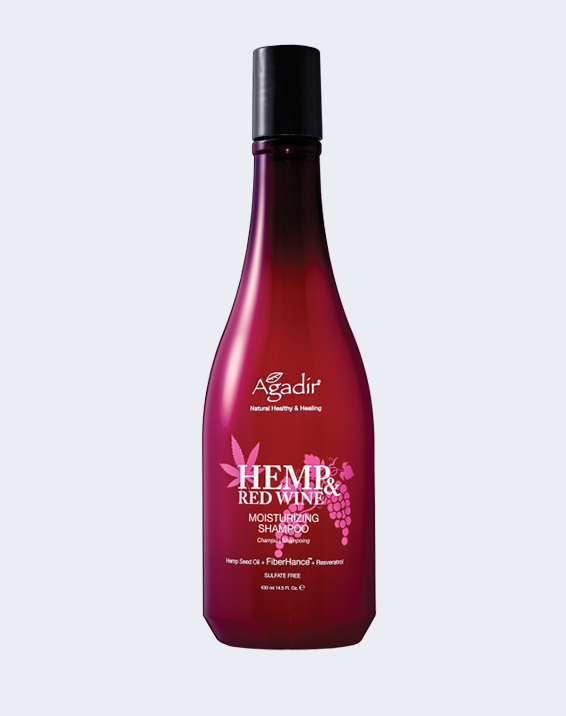 Agadír®
Natural Healthy & Healing
HEMP&
RED WINE
MOISTURIZING
SHAMPOO
Champú Shampoing
Hemp Seed Oil + FiberHance™ + Resveratrol
SULFATE FREE
430 ml 14.5 Fl. Oz. ℮